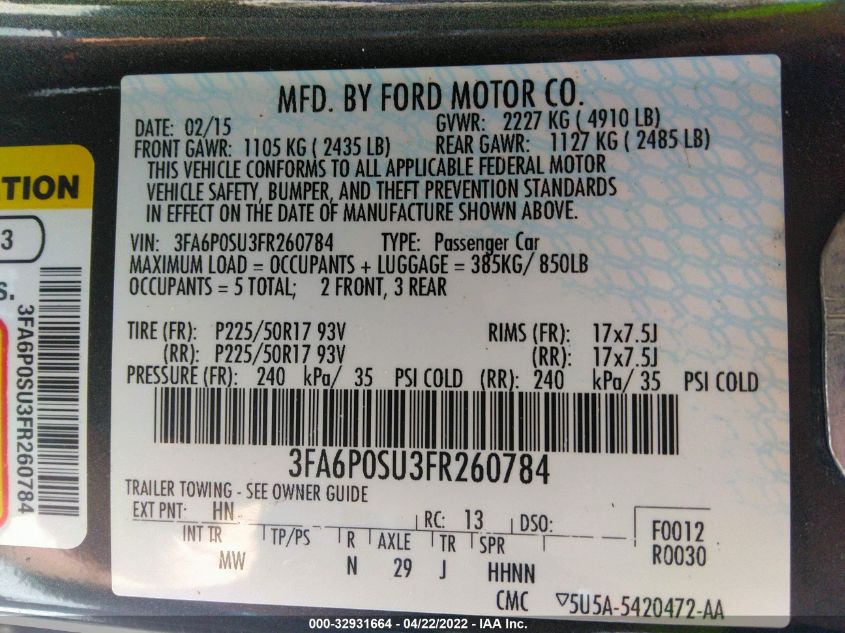 MFD. BY FORD MOTOR CO.
DATE: 02/15 GVWR: 2227 KG ( 4910 LB)
FRONT GAWR: 1105 KG ( 2435 LB) REAR GAWR: 1127 KG ( 2485 LB)
THIS VEHICLE CONFORMS TO ALL APPLICABLE FEDERAL MOTOR
VEHICLE SAFETY, BUMPER, AND THEFT PREVENTION STANDARDS
IN EFFECT ON THE DATE OF MANUFACTURE SHOWN ABOVE.
VIN: 3FA6P0SU3FR260784 TYPE: Passenger Car
MAXIMUM LOAD = OCCUPANTS + LUGGAGE = 385KG/ 850LB
OCCUPANTS = 5 TOTAL; 2 FRONT, 3 REAR
TIRE (FR): P225/50R17 93V RIMS (FR): 17x7.5J
(RR): P225/50R17 93V (RR): 17x7.5J
PRESSURE (FR): 240 kPa/ 35 PSI COLD (RR): 240 kPa/ 35 PSI COLD
3FA6P0SU3FR260784
TRAILER TOWING - SEE OWNER GUIDE
EXT PNT: HN RC: 13 DSO: F0012
INT TR TP/PS R AXLE TR SPR R0030
MW N 29 J HHNN
CMC ▽5U5A-5420472-AA
TION
3
S.
3FA6P0SU3FR260784
000-32931664 - 04/22/2022 - IAA Inc.